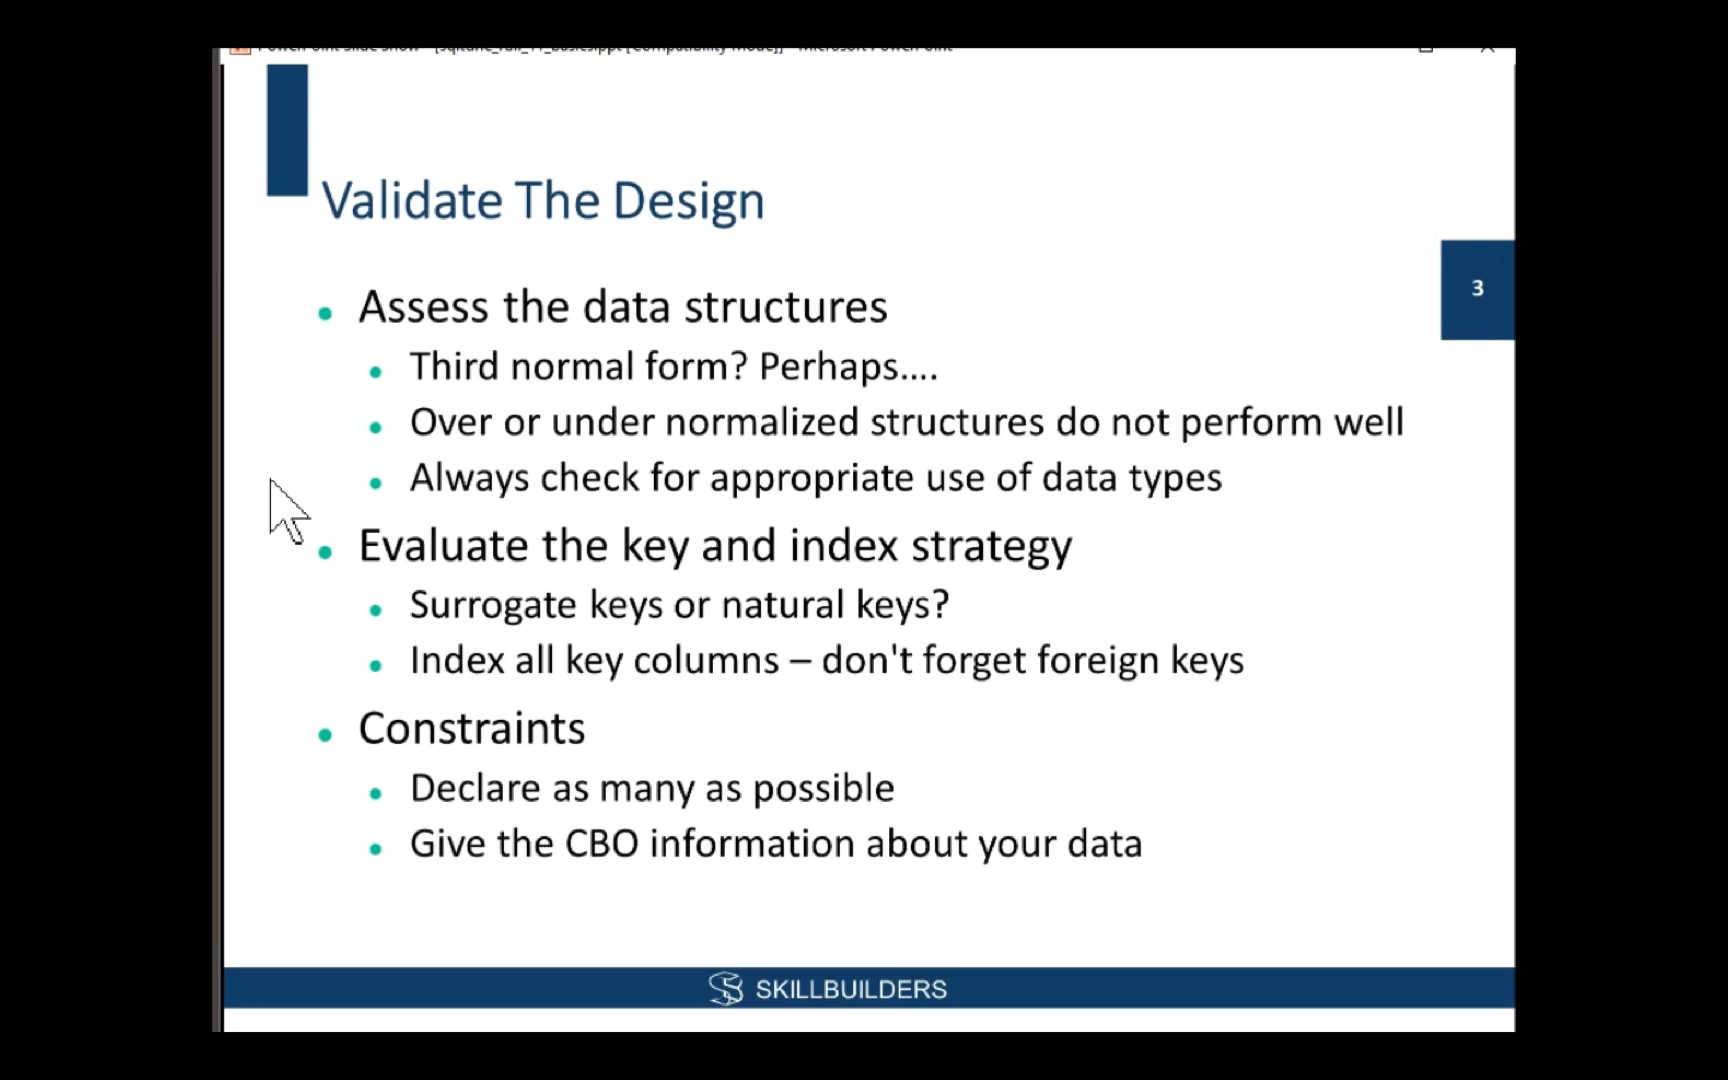 Validate The Design
3
Assess the data structures
Third normal form? Perhaps....
Over or under normalized structures do not perform well
Always check for appropriate use of data types
Evaluate the key and index strategy
Surrogate keys or natural keys?
Index all key columns – don't forget foreign keys
Constraints
Declare as many as possible
Give the CBO information about your data
SKILLBUILDERS